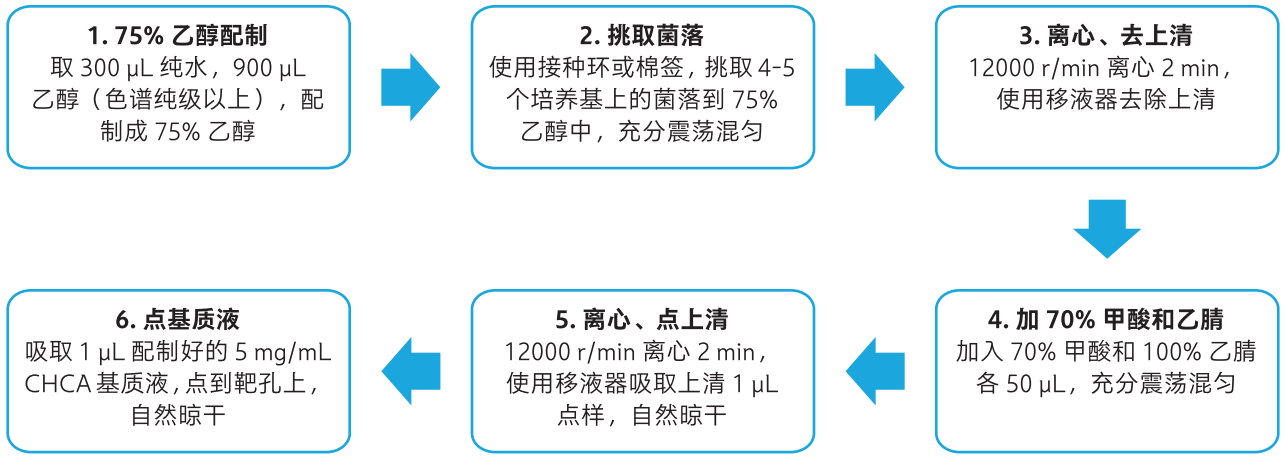 1. 75% 乙醇配制
取 300 μL 纯水，900 μL
乙醇（色谱纯级以上），配
制成 75% 乙醇
2. 挑取菌落
使用接种环或棉签，挑取 4-5
个培养基上的菌落到 75%
乙醇中，充分震荡混匀
3. 离心、去上清
12000 r/min 离心 2 min，
使用移液器去除上清
4. 加 70% 甲酸和乙腈
加入 70% 甲酸和 100% 乙腈
各 50 μL，充分震荡混匀
5. 离心、点上清
12000 r/min 离心 2 min，
使用移液器吸取上清 1 μL
点样，自然晾干
6. 点基质液
吸取 1 μL 配制好的 5 mg/mL
CHCA 基质液，点到靶孔上，
自然晾干